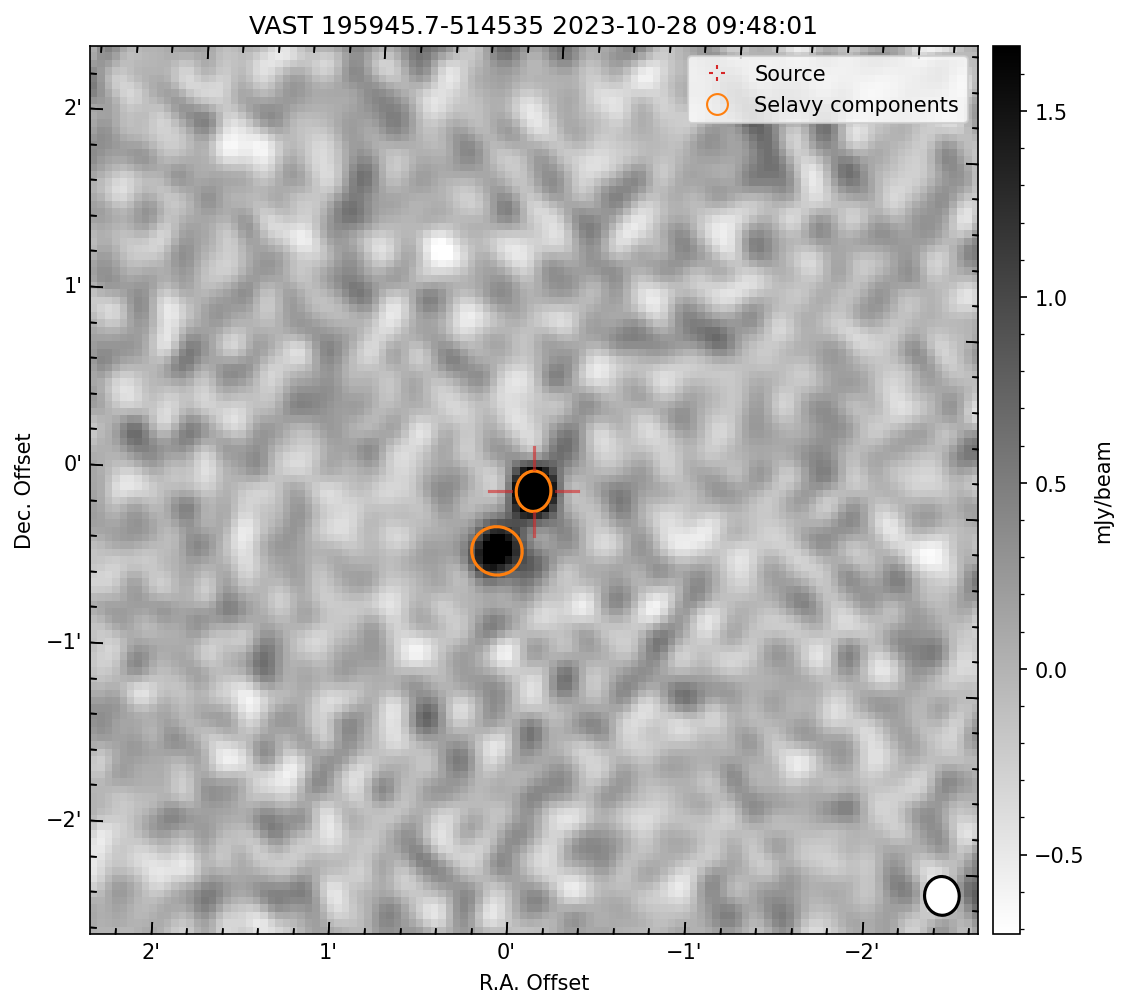 VAST 195945.7-514535 2023-10-28 09:48:01
Source
Selavy components
2'
1'
0'
−1'
−2'
Dec. Offset
2'
1'
0'
−1'
−2'
R.A. Offset
1.5
1.0
0.5
0.0
−0.5
mJy/beam